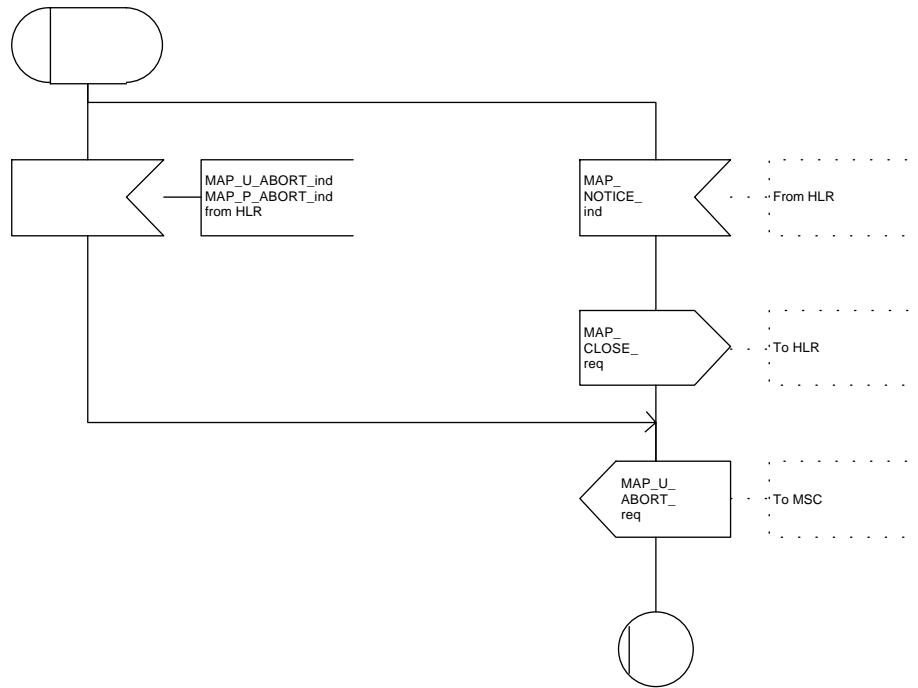 MAP_U_ABORT_ind
MAP_P_ABORT_ind
from HLR
MAP_
NOTICE_
ind
From HLR
MAP_
CLOSE_
req
To HLR
MAP_U_
ABORT_
req
To MSC